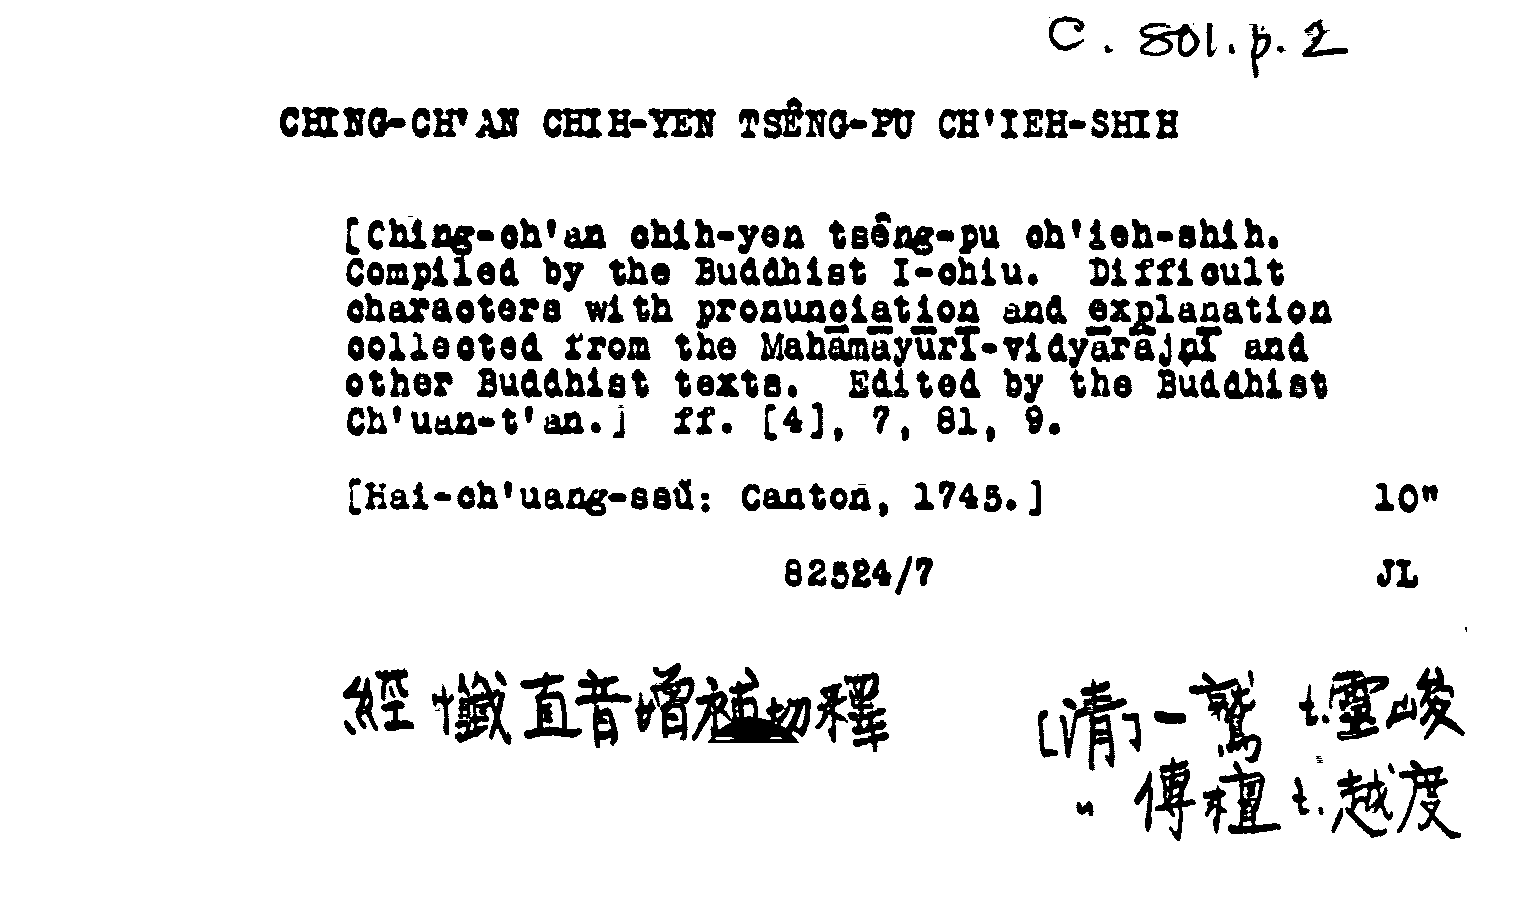 C. 801.p.2
CHING-CH'AN CHIH-YEN TSÊNG-PU CH'IEH-SHIH
[Ching-ch'an chih-yen tsêng-pu ch'ieh-shih.
Compiled by the Buddhist I-chiu.  Difficult
characters with pronunciation and explanation
collected from the Mahāmāyūrī-vidyārājñī and
other Buddhist texts.  Edited by the Buddhist
Ch'uan-t'an.]  ff. [4], 7, 81, 9.
[Hai-ch'uang-ssŭ: Canton, 1745.] 10"
82524/7 JL
經懺直音增補切釋 [清]一鷲 t.靈峻
" 傳檀 t.越度